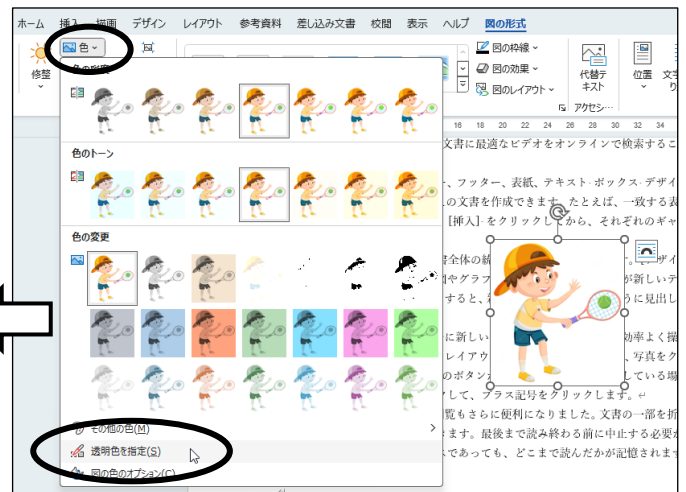 ホーム 挿入 描画 デザイン レイアウト 参考資料 差し込み文書 校閲 表示 ヘルプ 図の形式
修整
色
図の枠線
図の効果
図のレイアウト
代替テ
キスト
アクセシ…
位置
色の彩度
色のトーン
色の変更
その他の色(M)
透明色を指定(S)
図の色のオプション(C)
16 18 20 22 24 26 28 30 32 34
文書に最適なビデオをオンラインで検索するこ
、フッター、表紙、テキスト・ボックス・デザイ
の文書を作成できます。たとえば、一致する表
[挿入]・をクリックしてから、それぞれのギャ
書全体の
デザイ
やグラフ
が新しいテ
すると、
うに見出し
に新しい
効率よく操
レイアウ
、写真をク
のボタン
している場
して、プラス記号をクリックします。
覧もさらに便利になりました。文書の一部を折
ます。最後まで読み終わる前に中止する必要が
であっても、どこまで読んだかが記憶されます